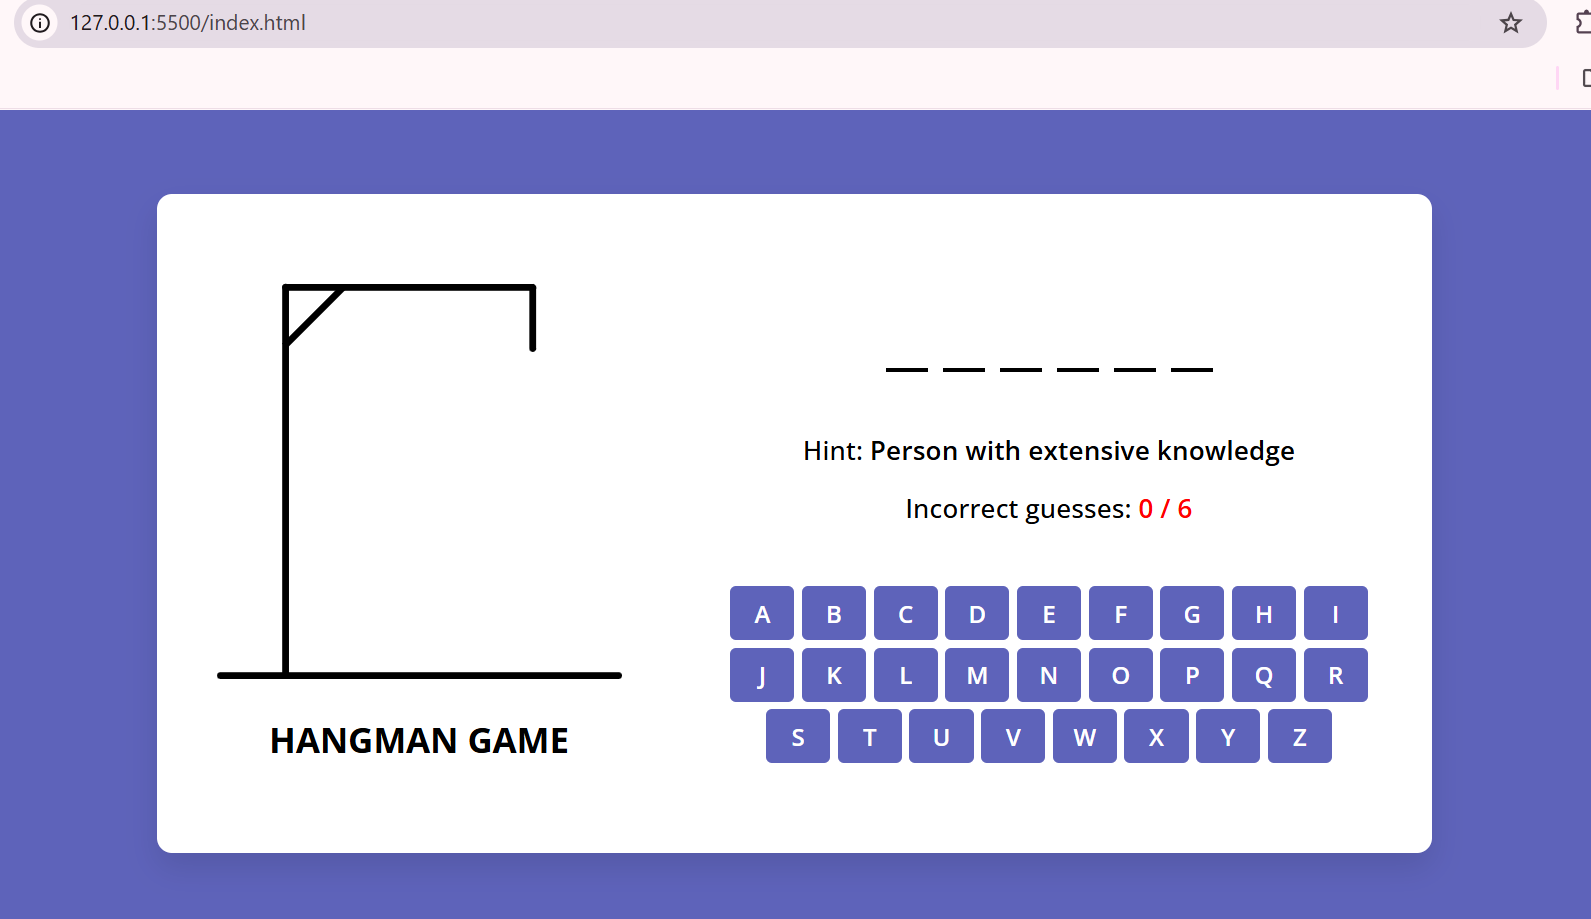 127.0.0.1:5500/index.html
Hint: Person with extensive knowledge
Incorrect guesses: 0 / 6
A B C D E F G H I
J K L M N O P Q R
S T U V W X Y Z
HANGMAN GAME